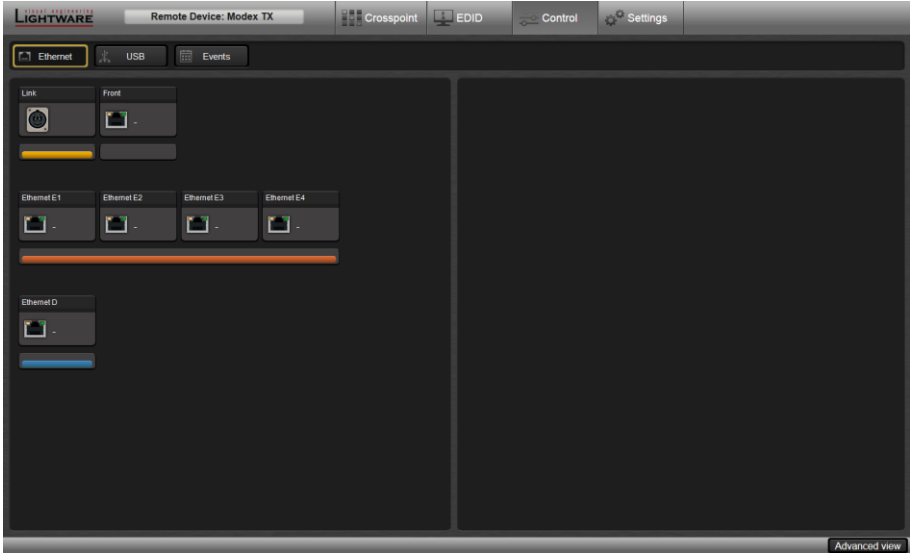 visual engineering
LIGHTWARE
Remote Device: Modex TX
Crosspoint
EDID
Control
Settings
Ethernet
USB
Events
Link
Front
-
Ethernet E1
Ethernet E2
Ethernet E3
Ethernet E4
-
-
-
-
Ethernet D
-
Advanced view